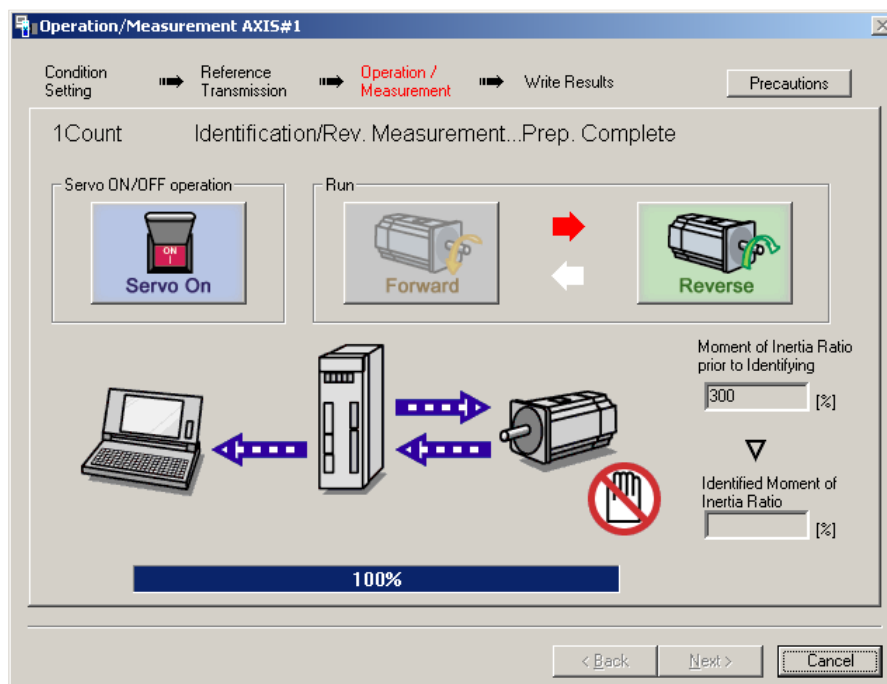 Operation/Measurement AXIS#1
Condition
Setting
Reference
Transmission
Operation /
Measurement
Write Results
Precautions
1Count
Identification/Rev. Measurement...Prep. Complete
Servo ON/OFF operation
Run
ON
I
Servo On
Forward
Reverse
Moment of Inertia Ratio
prior to Identifying
300
[%]
Identified Moment of
Inertia Ratio
[%]
100%
< Back
Next >
Cancel